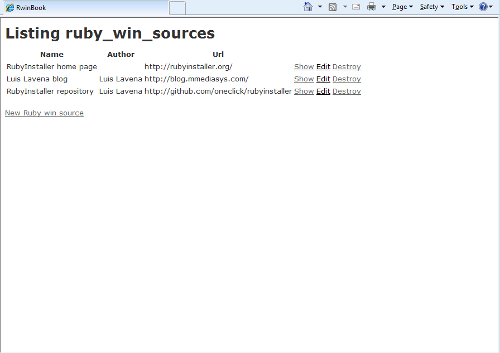 RwinBook
Page Safety Tools
Listing ruby_win_sources
Name Author Url
RubyInstaller home page http://rubyinstaller.org/ Show Edit Destroy
Luis Lavena blog Luis Lavena http://blog.mmediasys.com/ Show Edit Destroy
RubyInstaller repository Luis Lavena http://github.com/oneclick/rubyinstaller Show Edit Destroy
New Ruby win source